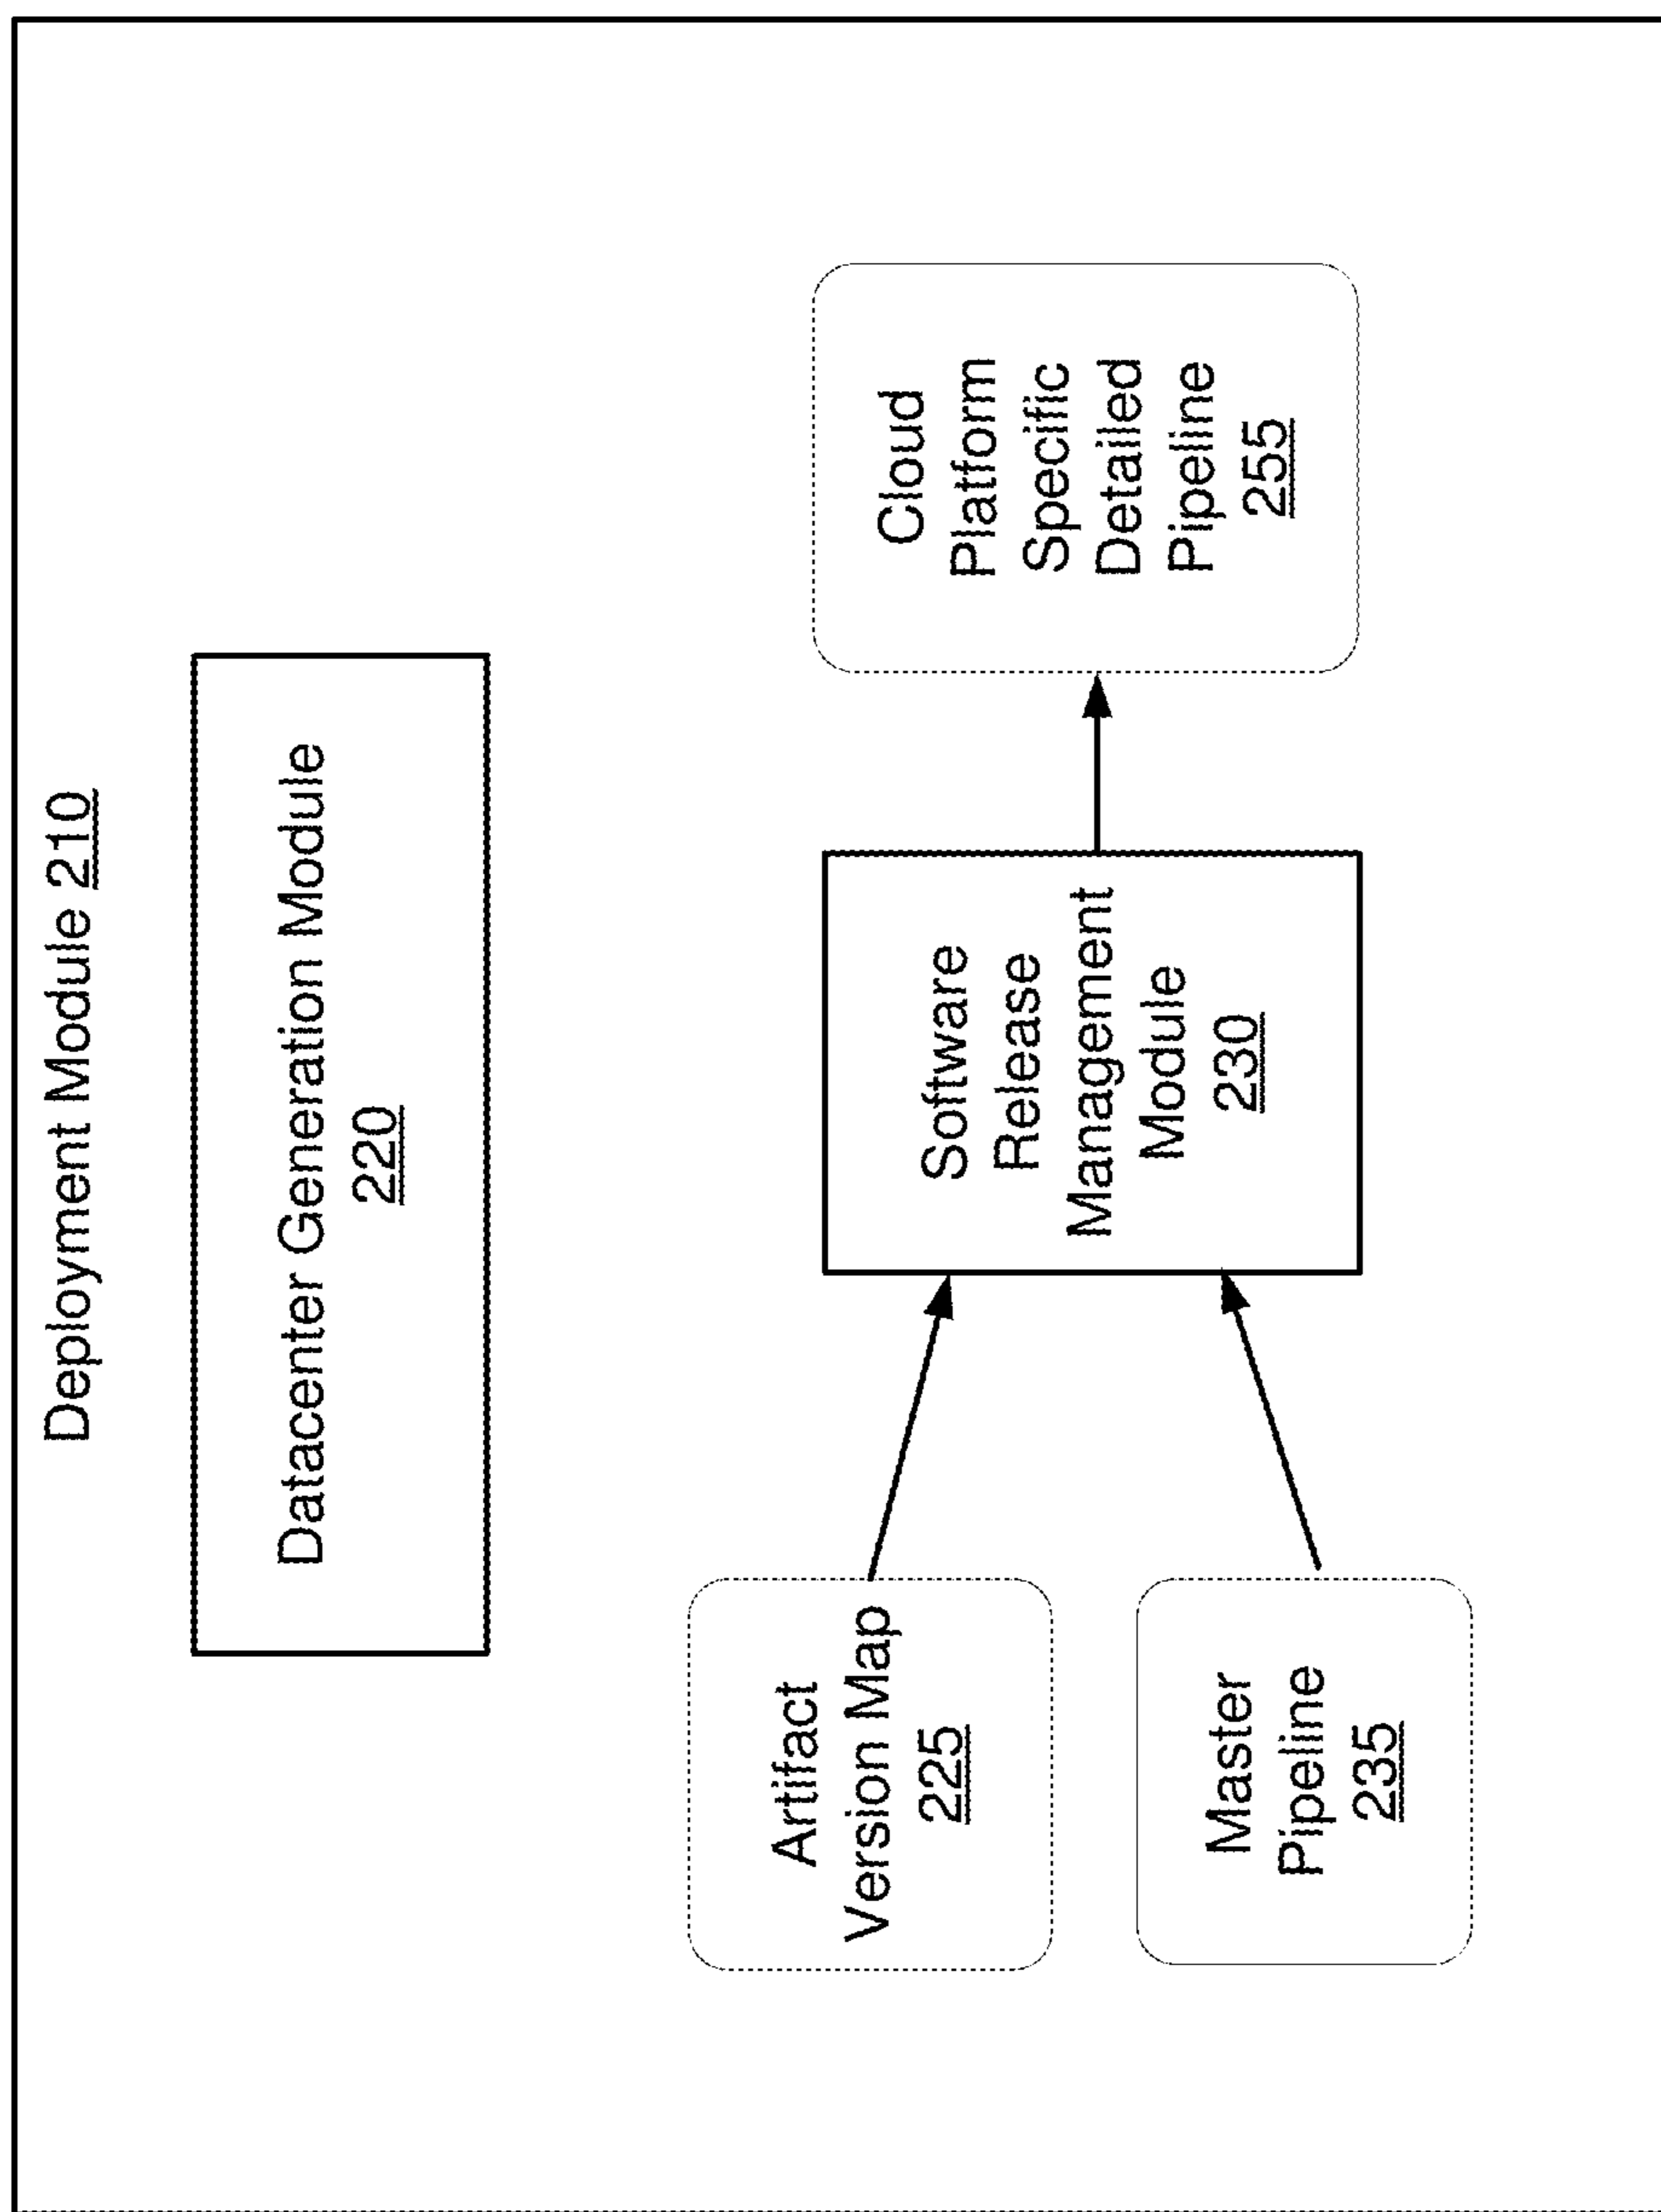 Deployment Module 210
Datacenter Generation Module
220
Artifact
Version Map
225
Master
Pipeline
235
Software
Release
Management
Module
230
Cloud
Platform
Specific
Detailed
Pipeline
255